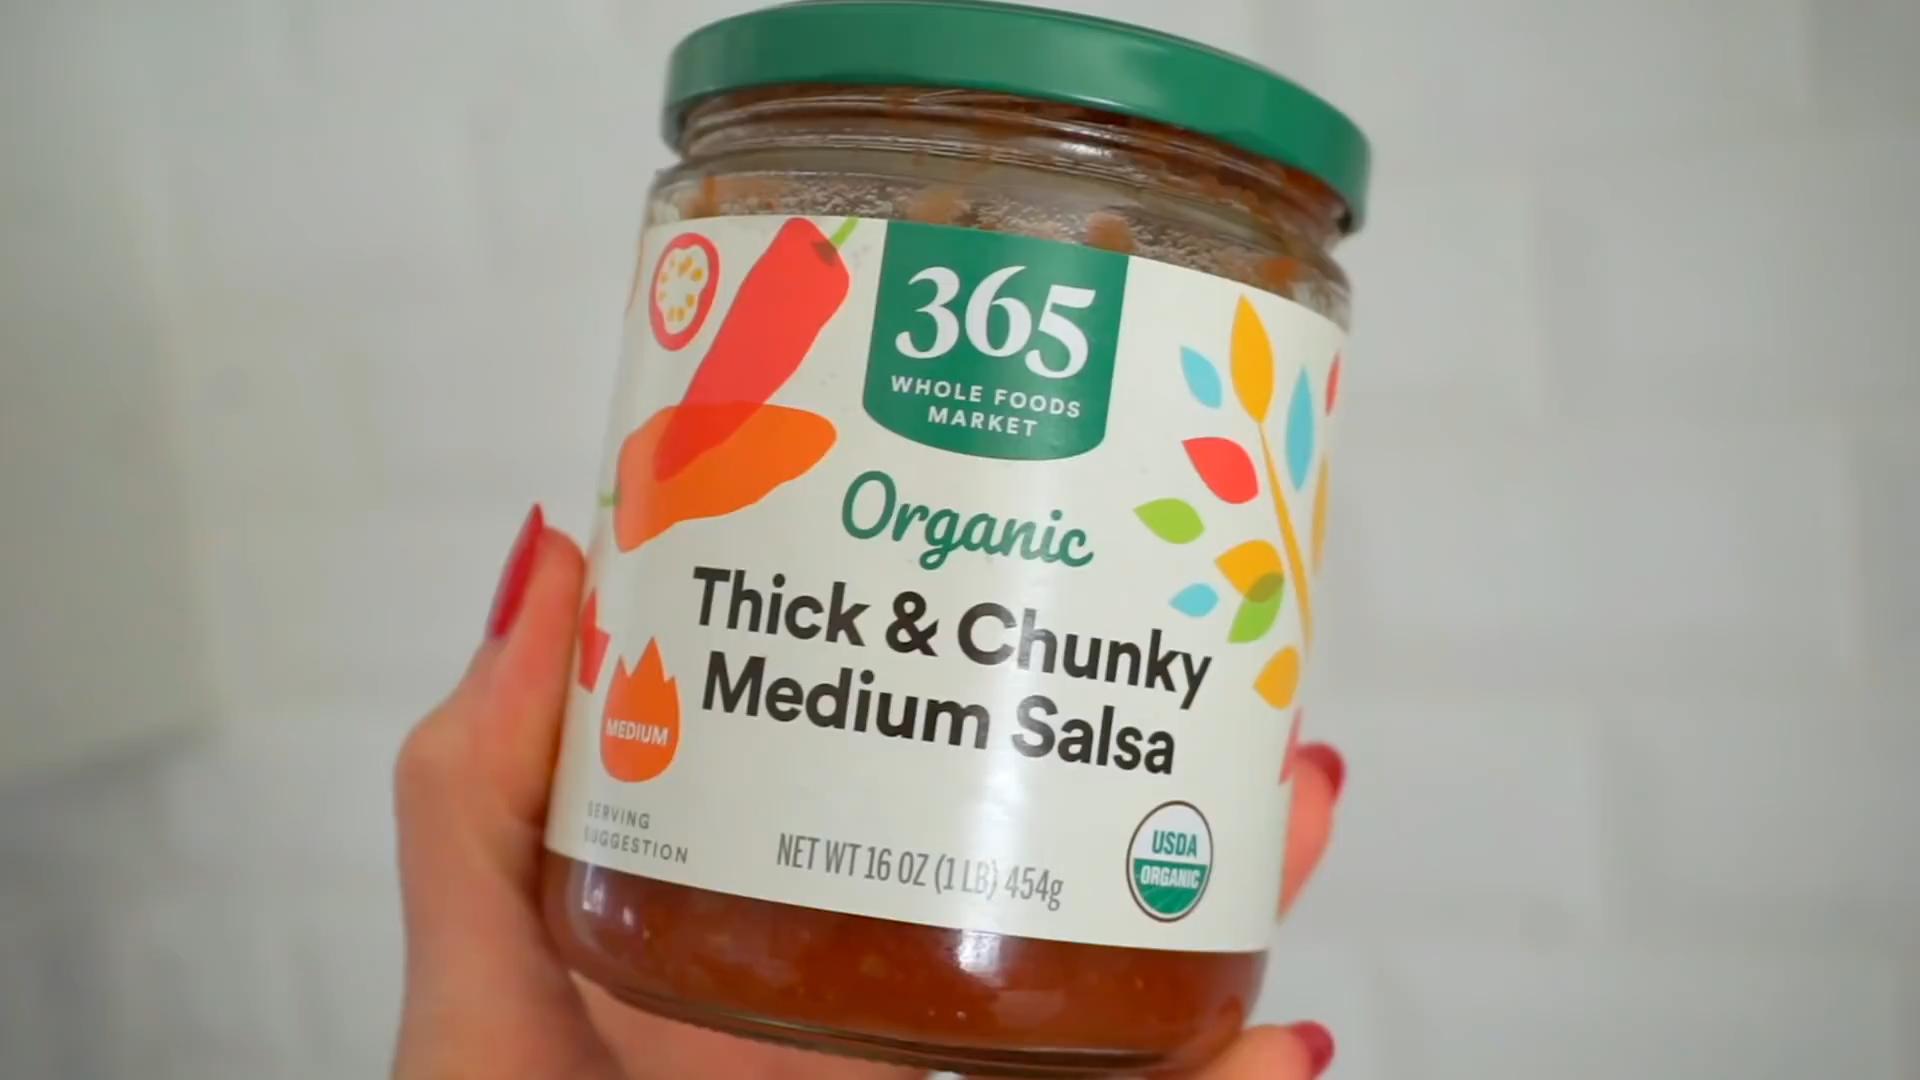 365
WHOLE FOODS
MARKET
Organic
Thick & Chunky
Medium Salsa
MEDIUM
SERVING
SUGGESTION
NET WT 16 OZ (1 LB) 454g
USDA
ORGANIC